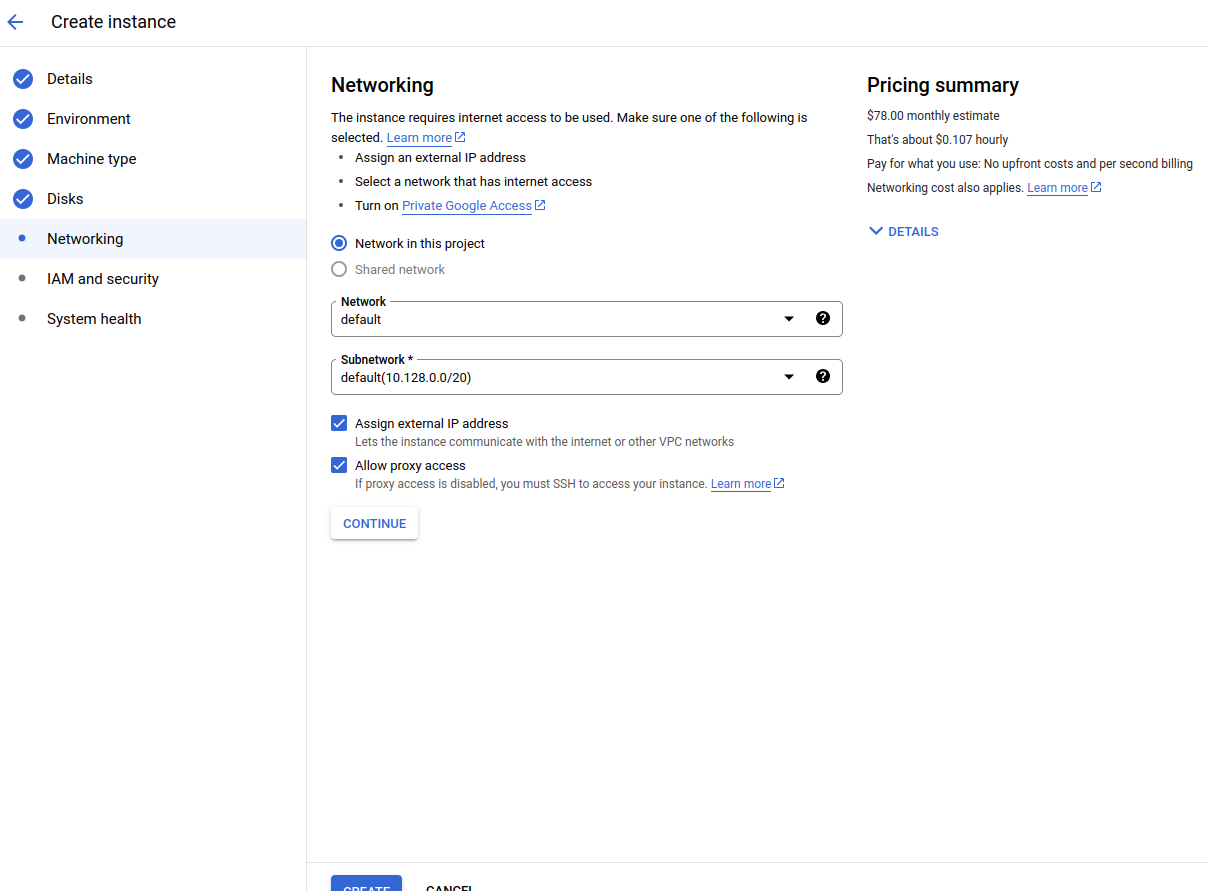 Create instance
Details
Environment
Machine type
Disks
Networking
IAM and security
System health
Networking
The instance requires internet access to be used. Make sure one of the following is
selected. Learn more
• Assign an external IP address
• Select a network that has internet access
• Turn on Private Google Access
Network in this project
Shared network
Network
default
Subnetwork *
default(10.128.0.0/20)
Assign external IP address
Lets the instance communicate with the internet or other VPC networks
Allow proxy access
If proxy access is disabled, you must SSH to access your instance. Learn more
CONTINUE
Pricing summary
$78.00 monthly estimate
That's about $0.107 hourly
Pay for what you use: No upfront costs and per second billing
Networking cost also applies. Learn more
DETAILS
CREATE
CANCEL